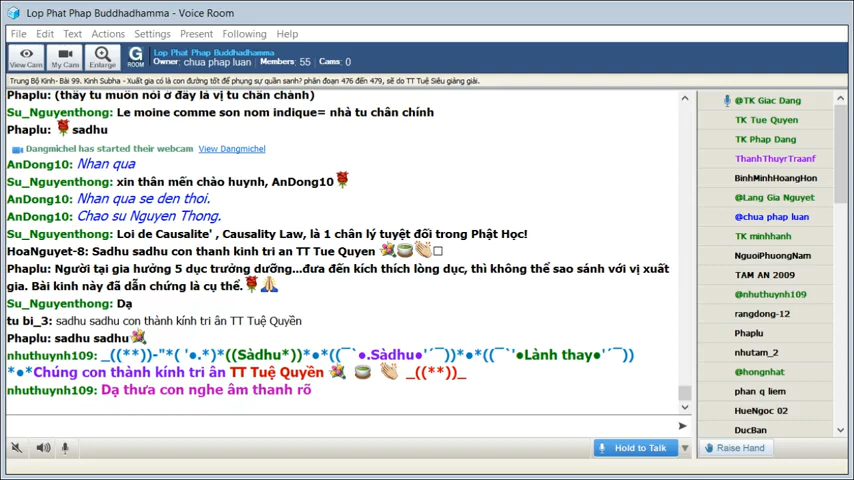 Lop Phat Phap Buddhadhamma - Voice Room
File Edit Text Actions Settings Present Following Help
View Cam My Cam Enlarge G ROOM
Lop Phat Phap Buddhadhamma
Owner: chua phap luan Members: 55 Cams: 0
Trung Bộ Kinh- Bài 99. Kinh Subha - Xuất gia có là con đường tốt để phụng sự quần sanh? phân đoạn 476 đến 479, sẽ do TT Tuệ Siêu giảng giải.
Phaplu: (thầy tu muốn nói ở đây là vị tu chân chánh)
Su_Nguyenthong: Le moine comme son nom indique= nhà tu chân chính
Phaplu: sadhu
Dangmichel has started their webcam View Dangmichel
AnDong10: Nhan qua
Su_Nguyenthong: xin thân mến chào huynh, AnDong10
AnDong10: Nhan qua se den thoi.
AnDong10: Chao su Nguyen Thong.
Su_Nguyenthong: Loi de Causalite' , Causality Law, là 1 chân lý tuyệt đối trong Phật Học!
HoaNguyet-8: Sadhu sadhu con thanh kinh tri an TT Tue Quyen
Phaplu: Người tại gia hưởng 5 dục trưởng dưỡng...đưa đến kích thích lòng dục, thì không thể sao sánh với vị xuất
gia. Bài kinh này đã dẫn chứng là cụ thể.
Su_Nguyenthong: Dạ
tu bi_3: sadhu sadhu con thành kính tri ân TT Tuệ Quyền
Phaplu: sadhu sadhu
nhuthuynh109: _((**))-"*( '●.*)*((Sàdhu*))*●*((¯`●.Sàdhu●'´¯))*●*((¯`'●Lành thay●'´¯))
*●*Chúng con thành kính tri ân TT Tuệ Quyền _((**))_
nhuthuynh109: Dạ thưa con nghe âm thanh rõ
Hold to Talk
@TK Giac Dang
TK Tue Quyen
TK Phap Dang
ThanhThuyrTraanf
BinhMinhHoangHon
@Lang Gia Nguyet
@chua phap luan
TK minhhanh
NguoiPhuongNam
TAM AN 2009
@nhuthuynh109
rangdong-12
Phaplu
nhutam_2
@hongnhat
phan q liem
HueNgoc 02
DucBan
Raise Hand